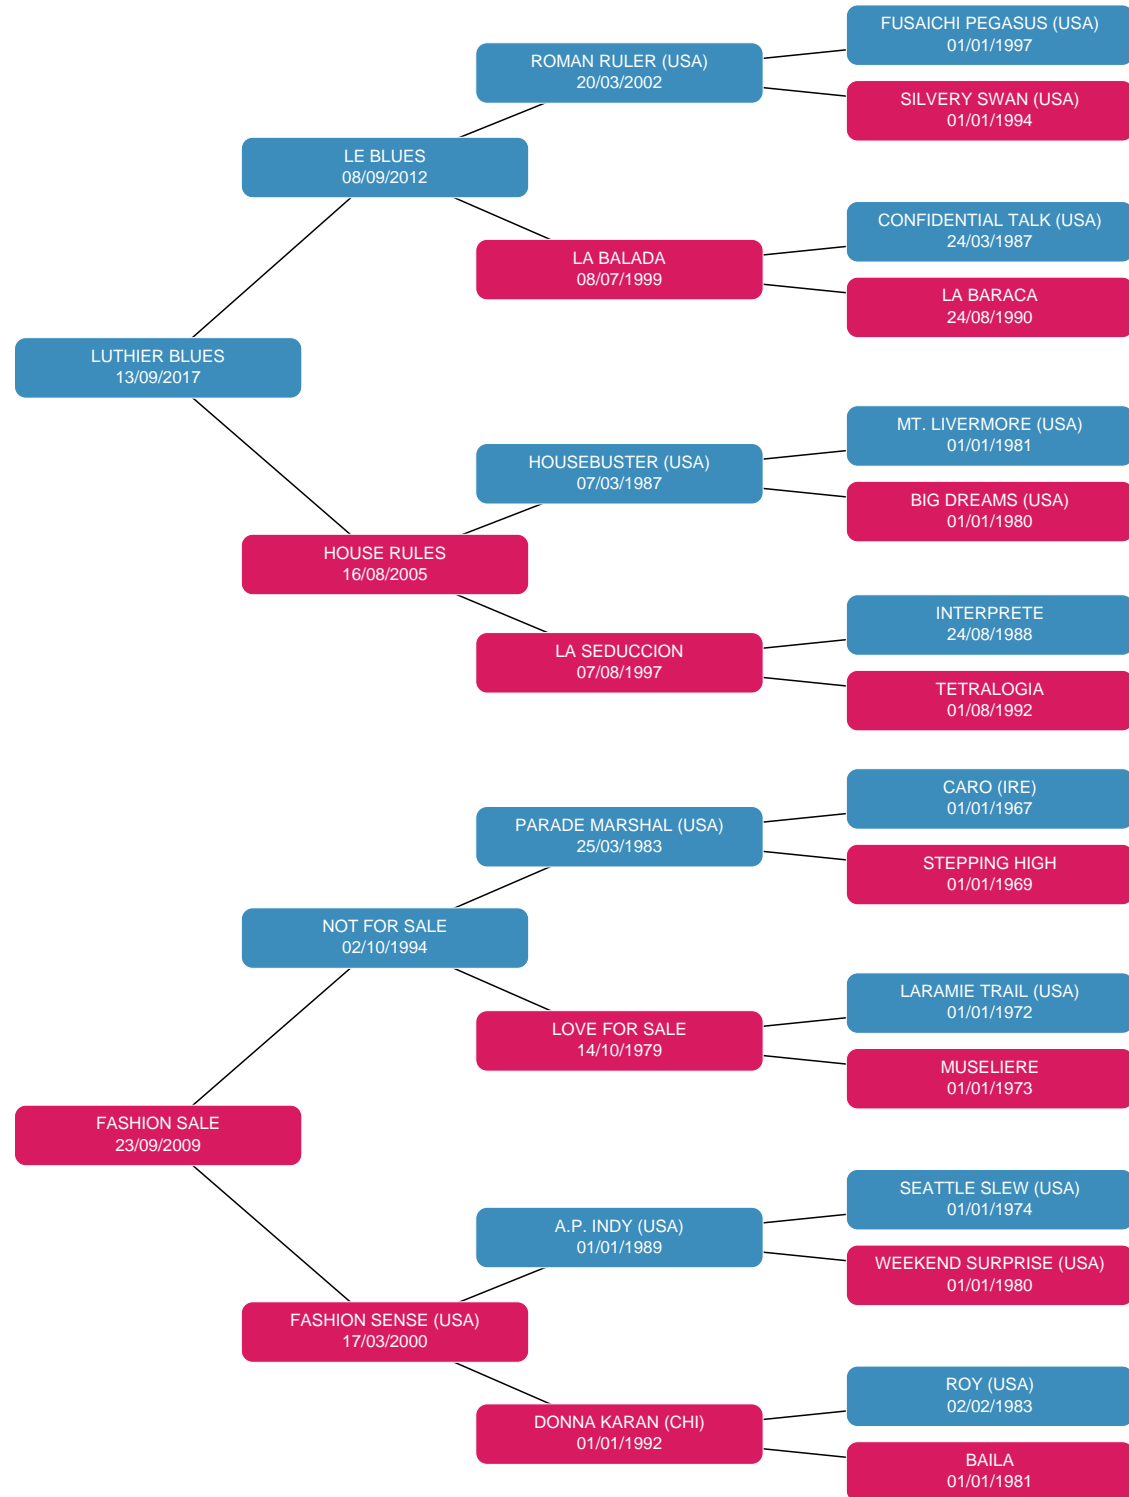 FUSAICHI PEGASUS (USA)
01/01/1997
ROMAN RULER (USA)
20/03/2002
SILVERY SWAN (USA)
01/01/1994
LE BLUES
08/09/2012
CONFIDENTIAL TALK (USA)
24/03/1987
LA BALADA
08/07/1999
LA BARACA
24/08/1990
LUTHIER BLUES
13/09/2017
MT. LIVERMORE (USA)
01/01/1981
HOUSEBUSTER (USA)
07/03/1987
BIG DREAMS (USA)
01/01/1980
HOUSE RULES
16/08/2005
INTERPRETE
24/08/1988
LA SEDUCCION
07/08/1997
TETRALOGIA
01/08/1992
CARO (IRE)
01/01/1967
PARADE MARSHAL (USA)
25/03/1983
STEPPING HIGH
01/01/1969
NOT FOR SALE
02/10/1994
LARAMIE TRAIL (USA)
01/01/1972
LOVE FOR SALE
14/10/1979
MUSELIERE
01/01/1973
FASHION SALE
23/09/2009
SEATTLE SLEW (USA)
01/01/1974
A.P. INDY (USA)
01/01/1989
WEEKEND SURPRISE (USA)
01/01/1980
FASHION SENSE (USA)
17/03/2000
ROY (USA)
02/02/1983
DONNA KARAN (CHI)
01/01/1992
BAILA
01/01/1981